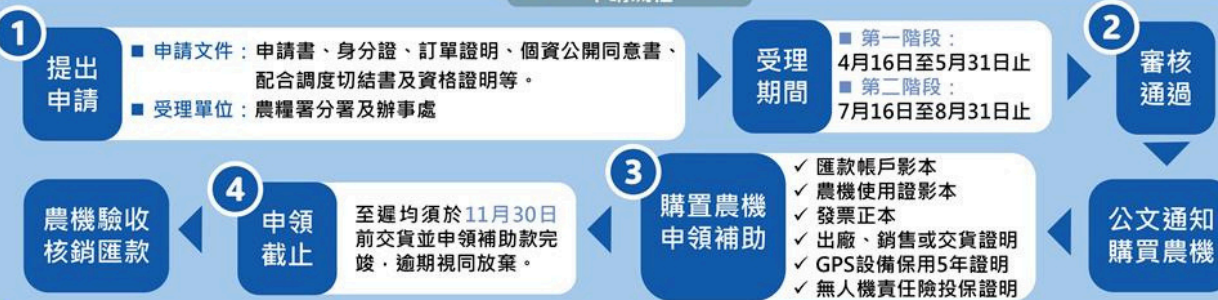 1
提出
申請
■ 申請文件：申請書、身分證、訂單證明、個資公開同意書、
配合調度切結書及資格證明等。
■ 受理單位：農糧署分署及辦事處
受理
期間
■ 第一階段：
4月16日至5月31日止
■ 第二階段：
7月16日至8月31日止
2
審核
通過
公文通知
購買農機
3
購置農機
申領補助
✓ 匯款帳戶影本
✓ 農機使用證影本
✓ 發票正本
✓ 出廠、銷售或交貨證明
✓ GPS設備保用5年證明
✓ 無人機責任險投保證明
4
申領
截止
至遲均須於11月30日
前交貨並申領補助款完
竣，逾期視同放棄。
農機驗收
核銷匯款